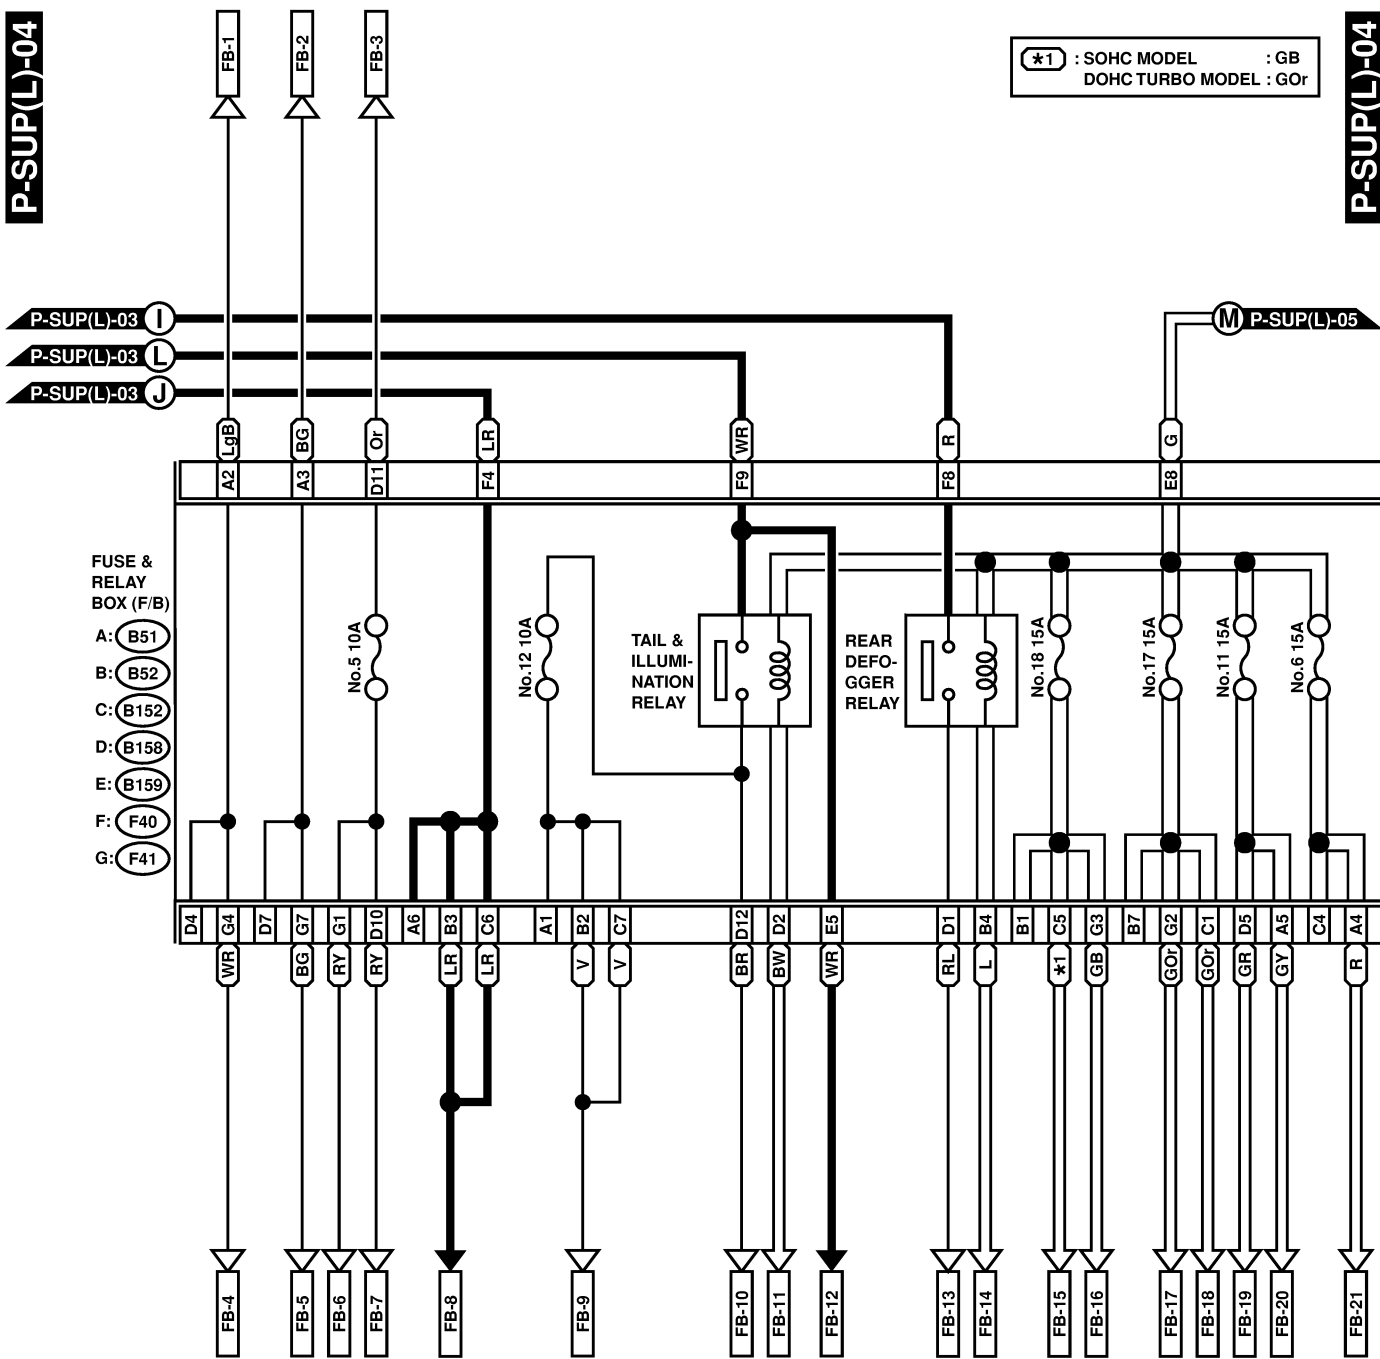 P-SUP(L)-04
P-SUP(L)-04
FB-1
FB-2
FB-3
*1 : SOHC MODEL : GB
DOHC TURBO MODEL : GOr
P-SUP(L)-03 I
P-SUP(L)-03 L
P-SUP(L)-03 J
M P-SUP(L)-05
LgB
BG
Or
LR
WR
R
G
A2
A3
D11
F4
F9
F8
E8
FUSE &
RELAY
BOX (F/B)
A: B51
B: B52
C: B152
D: B158
E: B159
F: F40
G: F41
No.5 10A
No.12 10A
TAIL &
ILLUMI-
NATION
RELAY
REAR
DEFO-
GGER
RELAY
No.18 15A
No.17 15A
No.11 15A
No.6 15A
D4
G4
D7
G7
G1
D10
A6
B3
C6
A1
B2
C7
D12
D2
E5
D1
B4
B1
C5
G3
B7
G2
C1
D5
A5
C4
A4
WR
BG
RY
RY
LR
LR
V
V
BR
BW
WR
RL
L
*1
GB
GOr
GOr
GR
GY
R
FB-4
FB-5
FB-6
FB-7
FB-8
FB-9
FB-10
FB-11
FB-12
FB-13
FB-14
FB-15
FB-16
FB-17
FB-18
FB-19
FB-20
FB-21